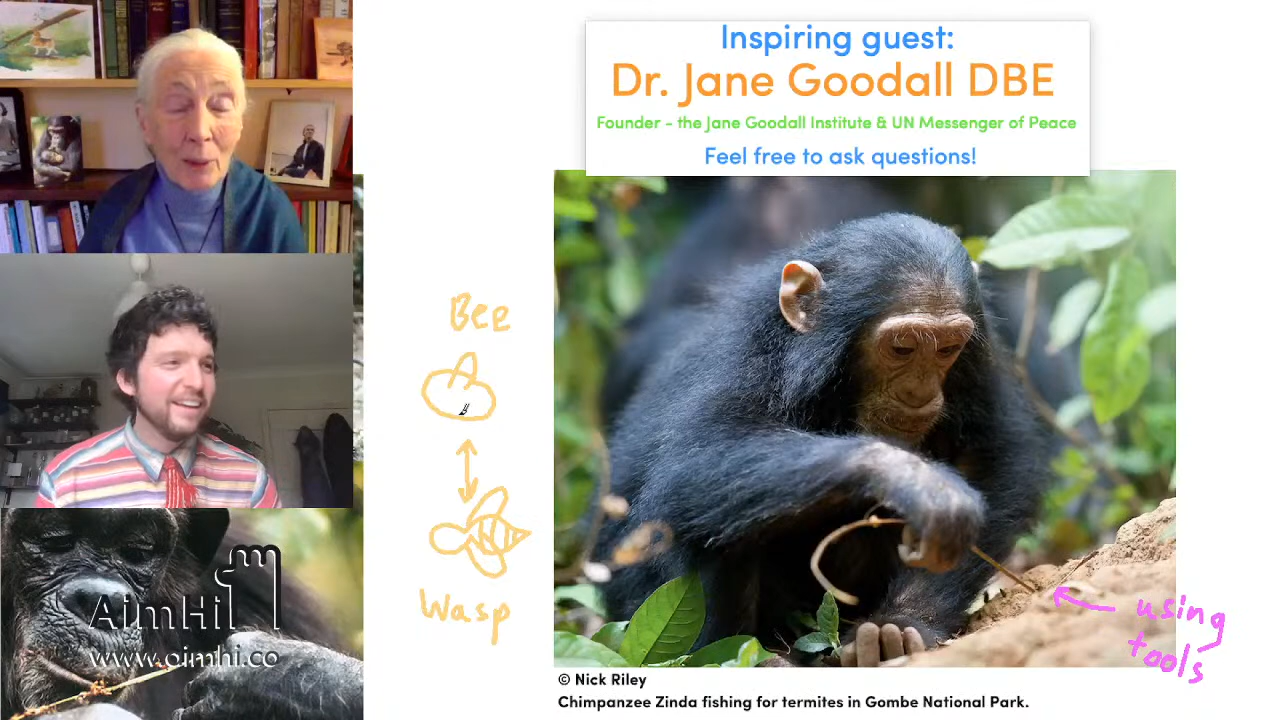 Inspiring guest:
Dr. Jane Goodall DBE
Founder - the Jane Goodall Institute & UN Messenger of Peace
Feel free to ask questions!
Bee
Wasp
using
tools
AimHi
www.aimhi.co
© Nick Riley
Chimpanzee Zinda fishing for termites in Gombe National Park.